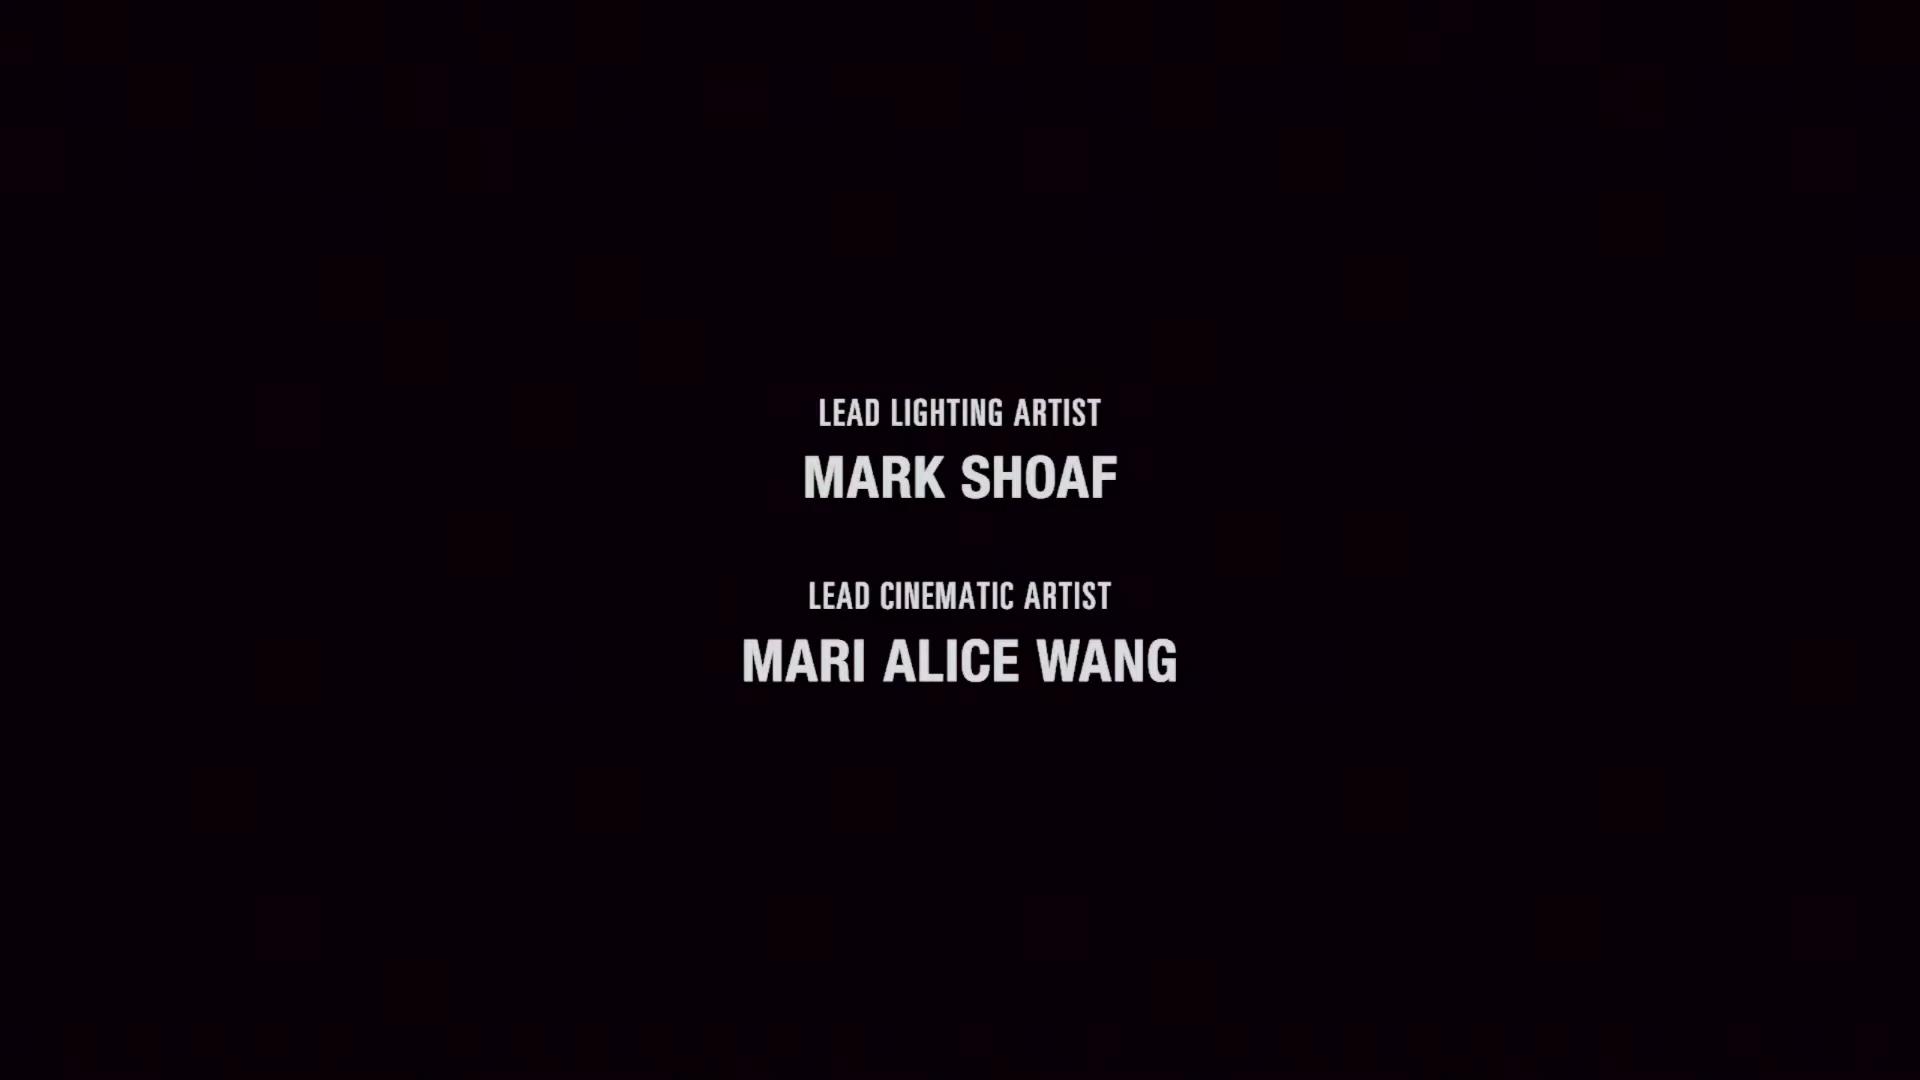 LEAD LIGHTING ARTIST
MARK SHOAF
LEAD CINEMATIC ARTIST
MARI ALICE WANG